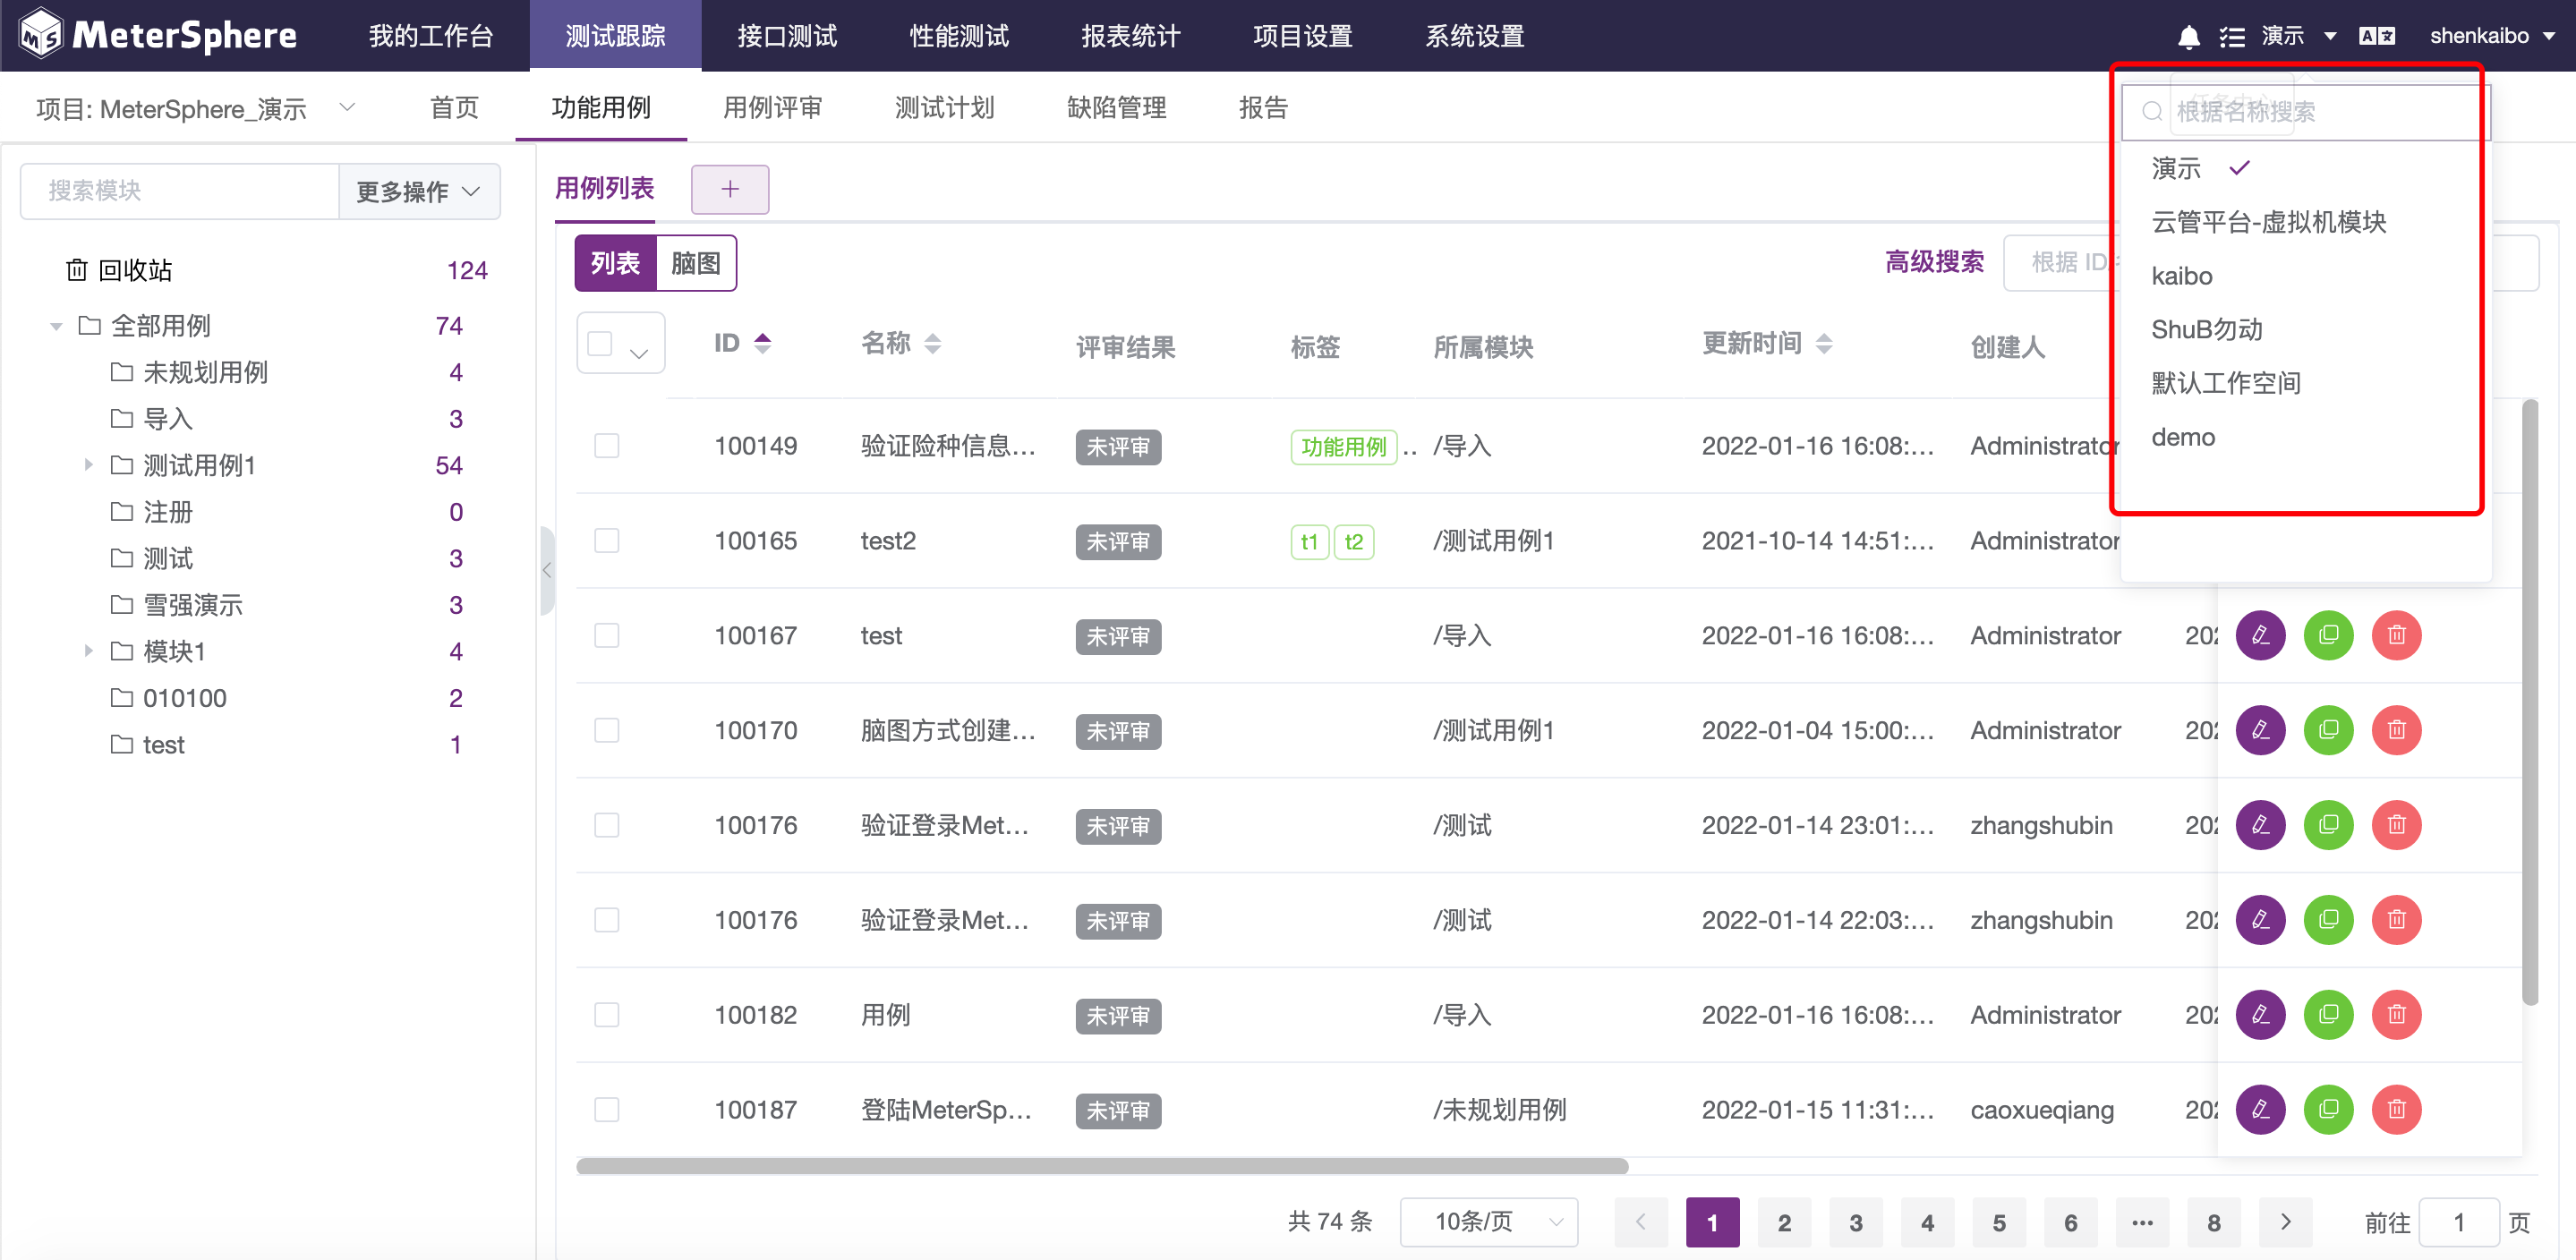 MeterSphere 我的工作台 测试跟踪 接口测试 性能测试 报表统计 项目设置 系统设置 演示 shenkaibo
项目: MeterSphere_演示 首页 功能用例 用例评审 测试计划 缺陷管理 报告
根据名称搜索
演示
云管平台-虚拟机模块
kaibo
ShuB勿动
默认工作空间
demo
搜索模块 更多操作
回收站 124
全部用例 74
未规划用例 4
导入 3
测试用例1 54
注册 0
测试 3
雪强演示 3
模块1 4
010100 2
test 1
用例列表 +
列表 脑图 高级搜索 根据 ID
ID 名称 评审结果 标签 所属模块 更新时间 创建人
100149 验证险种信息... 未评审 功能用例 .. /导入 2022-01-16 16:08:... Administrator
100165 test2 未评审 t1 t2 /测试用例1 2021-10-14 14:51:... Administrator
100167 test 未评审 /导入 2022-01-16 16:08:... Administrator 202
100170 脑图方式创建... 未评审 /测试用例1 2022-01-04 15:00:... Administrator 202
100176 验证登录Met... 未评审 /测试 2022-01-14 23:01:... zhangshubin 202
100176 验证登录Met... 未评审 /测试 2022-01-14 22:03:... zhangshubin 202
100182 用例 未评审 /导入 2022-01-16 16:08:... Administrator 202
100187 登陆MeterSp... 未评审 /未规划用例 2022-01-15 11:31:... caoxueqiang 202
共 74 条 10条/页 1 2 3 4 5 6 ... 8 前往 1 页